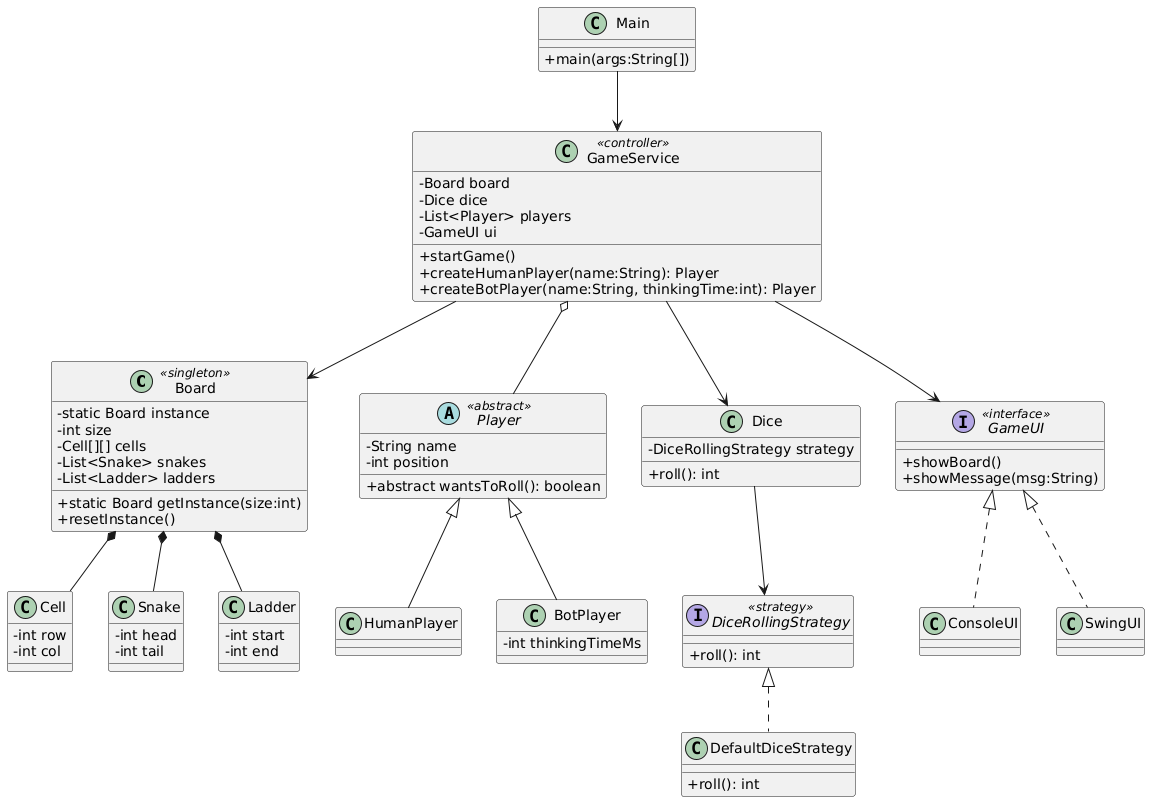 C Main
+main(args:String[])
C «controller»
GameService
-Board board
-Dice dice
-List<Player> players
-GameUI ui
+startGame()
+createHumanPlayer(name:String): Player
+createBotPlayer(name:String, thinkingTime:int): Player
C «singleton»
Board
-static Board instance
-int size
-Cell[][] cells
-List<Snake> snakes
-List<Ladder> ladders
+static Board getInstance(size:int)
+resetInstance()
A «abstract»
Player
-String name
-int position
+abstract wantsToRoll(): boolean
C Dice
-DiceRollingStrategy strategy
+roll(): int
I «interface»
GameUI
+showBoard()
+showMessage(msg:String)
C Cell
-int row
-int col
C Snake
-int head
-int tail
C Ladder
-int start
-int end
C HumanPlayer
C BotPlayer
-int thinkingTimeMs
I «strategy»
DiceRollingStrategy
+roll(): int
C ConsoleUI
C SwingUI
C DefaultDiceStrategy
+roll(): int